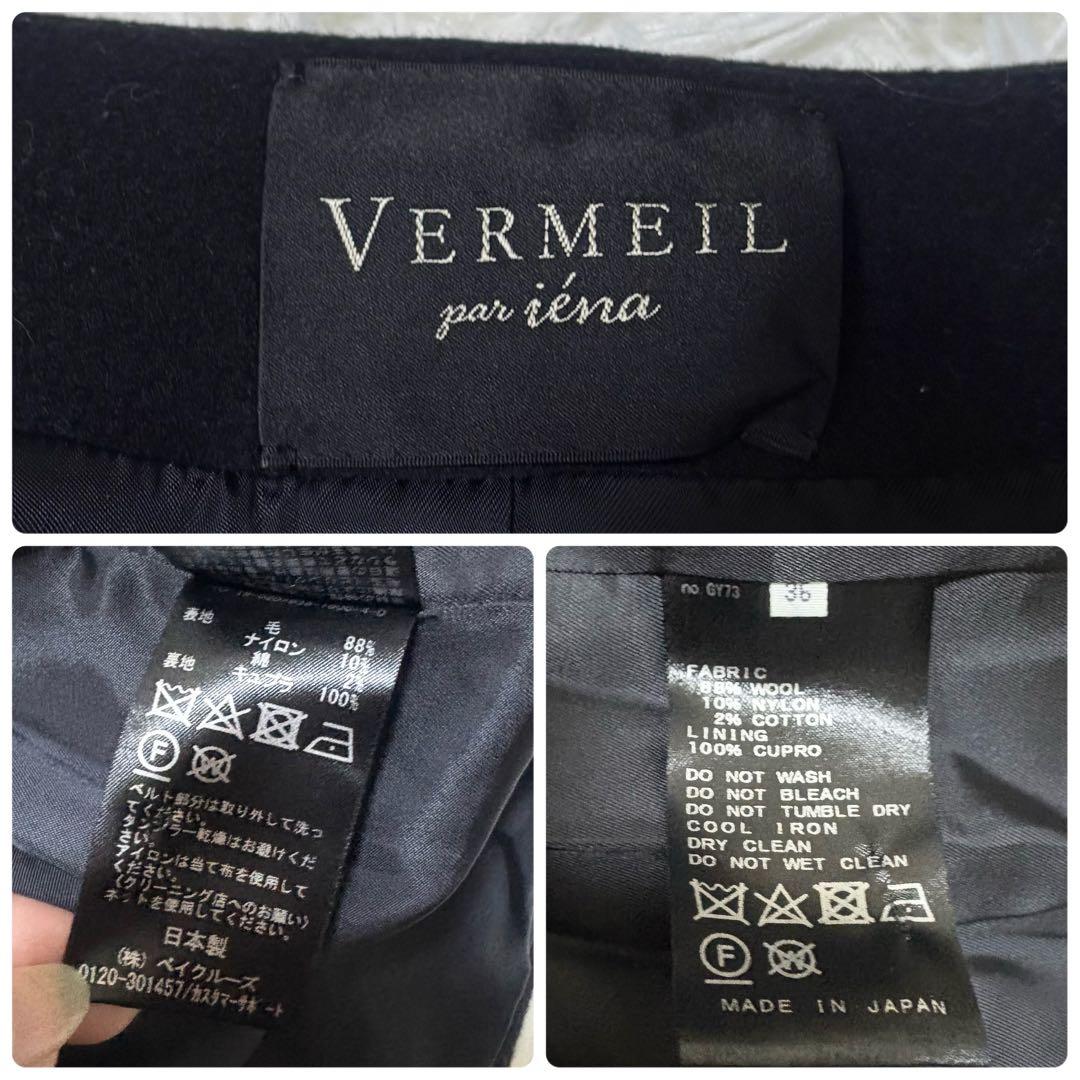 VERMEIL
par iéna
表地 毛 88%
ナイロン 10%
綿 2%
裏地 キュプラ 100%
F
W
ベルト部分は取り外して洗っ
てください。
タンブラー乾燥はお避けくだ
さい。
アイロンは当て布を使用して
ください。
(クリーニング店へのお願い)
ネットを使用してください。
日本製
(株) ベイクルーズ
0120-301457/カスタマーサポート
no. GY73
36
FABRIC
88% WOOL
10% NYLON
2% COTTON
LINING
100% CUPRO
DO NOT WASH
DO NOT BLEACH
DO NOT TUMBLE DRY
COOL IRON
DRY CLEAN
DO NOT WET CLEAN
F
W
MADE IN JAPAN